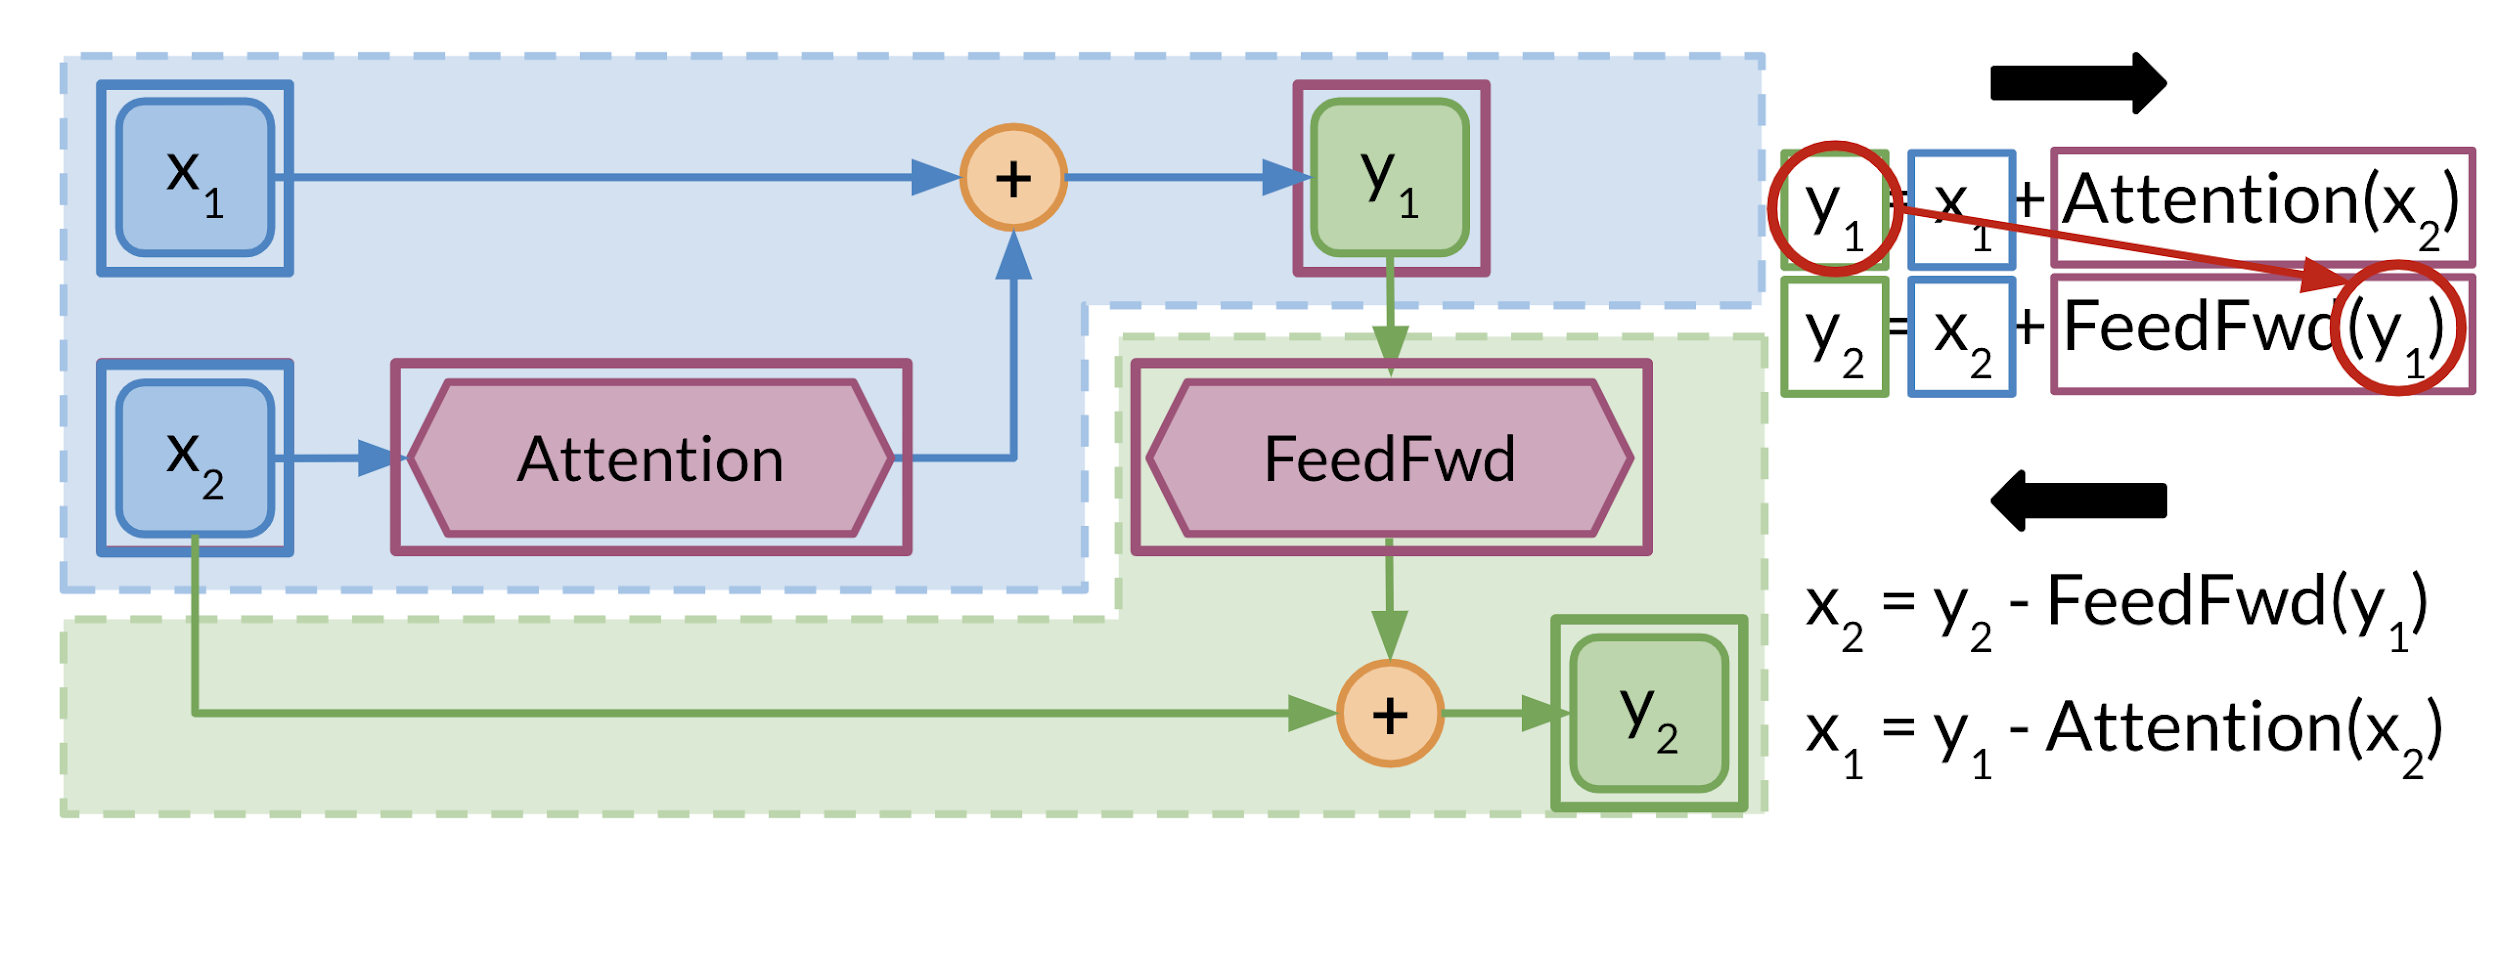 x₁
+
y₁
x₂
Attention
FeedFwd
+
y₂
y₁ = x₁ + Attention(x₂)
y₂ = x₂ + FeedFwd(y₁)
x₂ = y₂ - FeedFwd(y₁)
x₁ = y₁ - Attention(x₂)